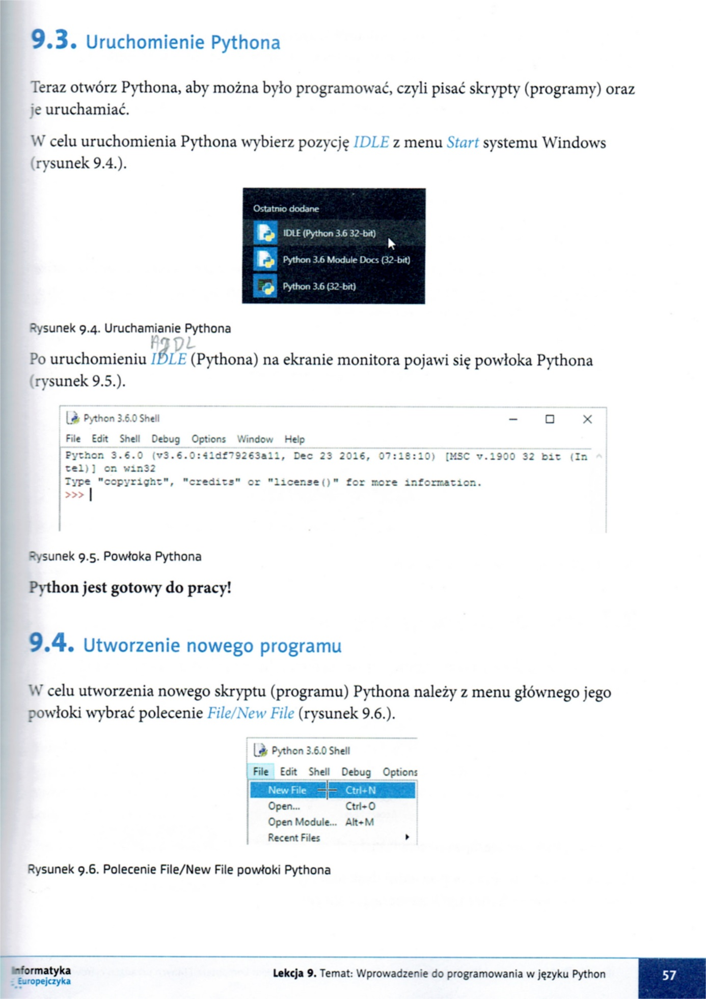 9.3. Uruchomienie Pythona
Teraz otwórz Pythona, aby można było programować, czyli pisać skrypty (programy) oraz
je uruchamiać.
W celu uruchomienia Pythona wybierz pozycję IDLE z menu Start systemu Windows
(rysunek 9.4.).
Ostatnio dodane
IDLE (Python 3.6 32-bit)
Python 3.6 Module Docs (32-bit)
Python 3.6 (32-bit)
Rysunek 9.4. Uruchamianie Pythona
Po uruchomieniu IDLE (Pythona) na ekranie monitora pojawi się powłoka Pythona
(rysunek 9.5.).
Python 3.6.0 Shell
File Edit Shell Debug Options Window Help
Python 3.6.0 (v3.6.0:41df79263a11, Dec 23 2016, 07:18:10) [MSC v.1900 32 bit (In
tel)] on win32
Type "copyright", "credits" or "license()" for more information.
>>>
Rysunek 9.5. Powłoka Pythona
Python jest gotowy do pracy!
9.4. Utworzenie nowego programu
W celu utworzenia nowego skryptu (programu) Pythona należy z menu głównego jego
powłoki wybrać polecenie File/New File (rysunek 9.6.).
Python 3.6.0 Shell
File Edit Shell Debug Options
New File Ctrl+N
Open... Ctrl+O
Open Module... Alt+M
Recent Files
Rysunek 9.6. Polecenie File/New File powłoki Pythona
Informatyka
Europejczyka
Lekcja 9. Temat: Wprowadzenie do programowania w języku Python
57